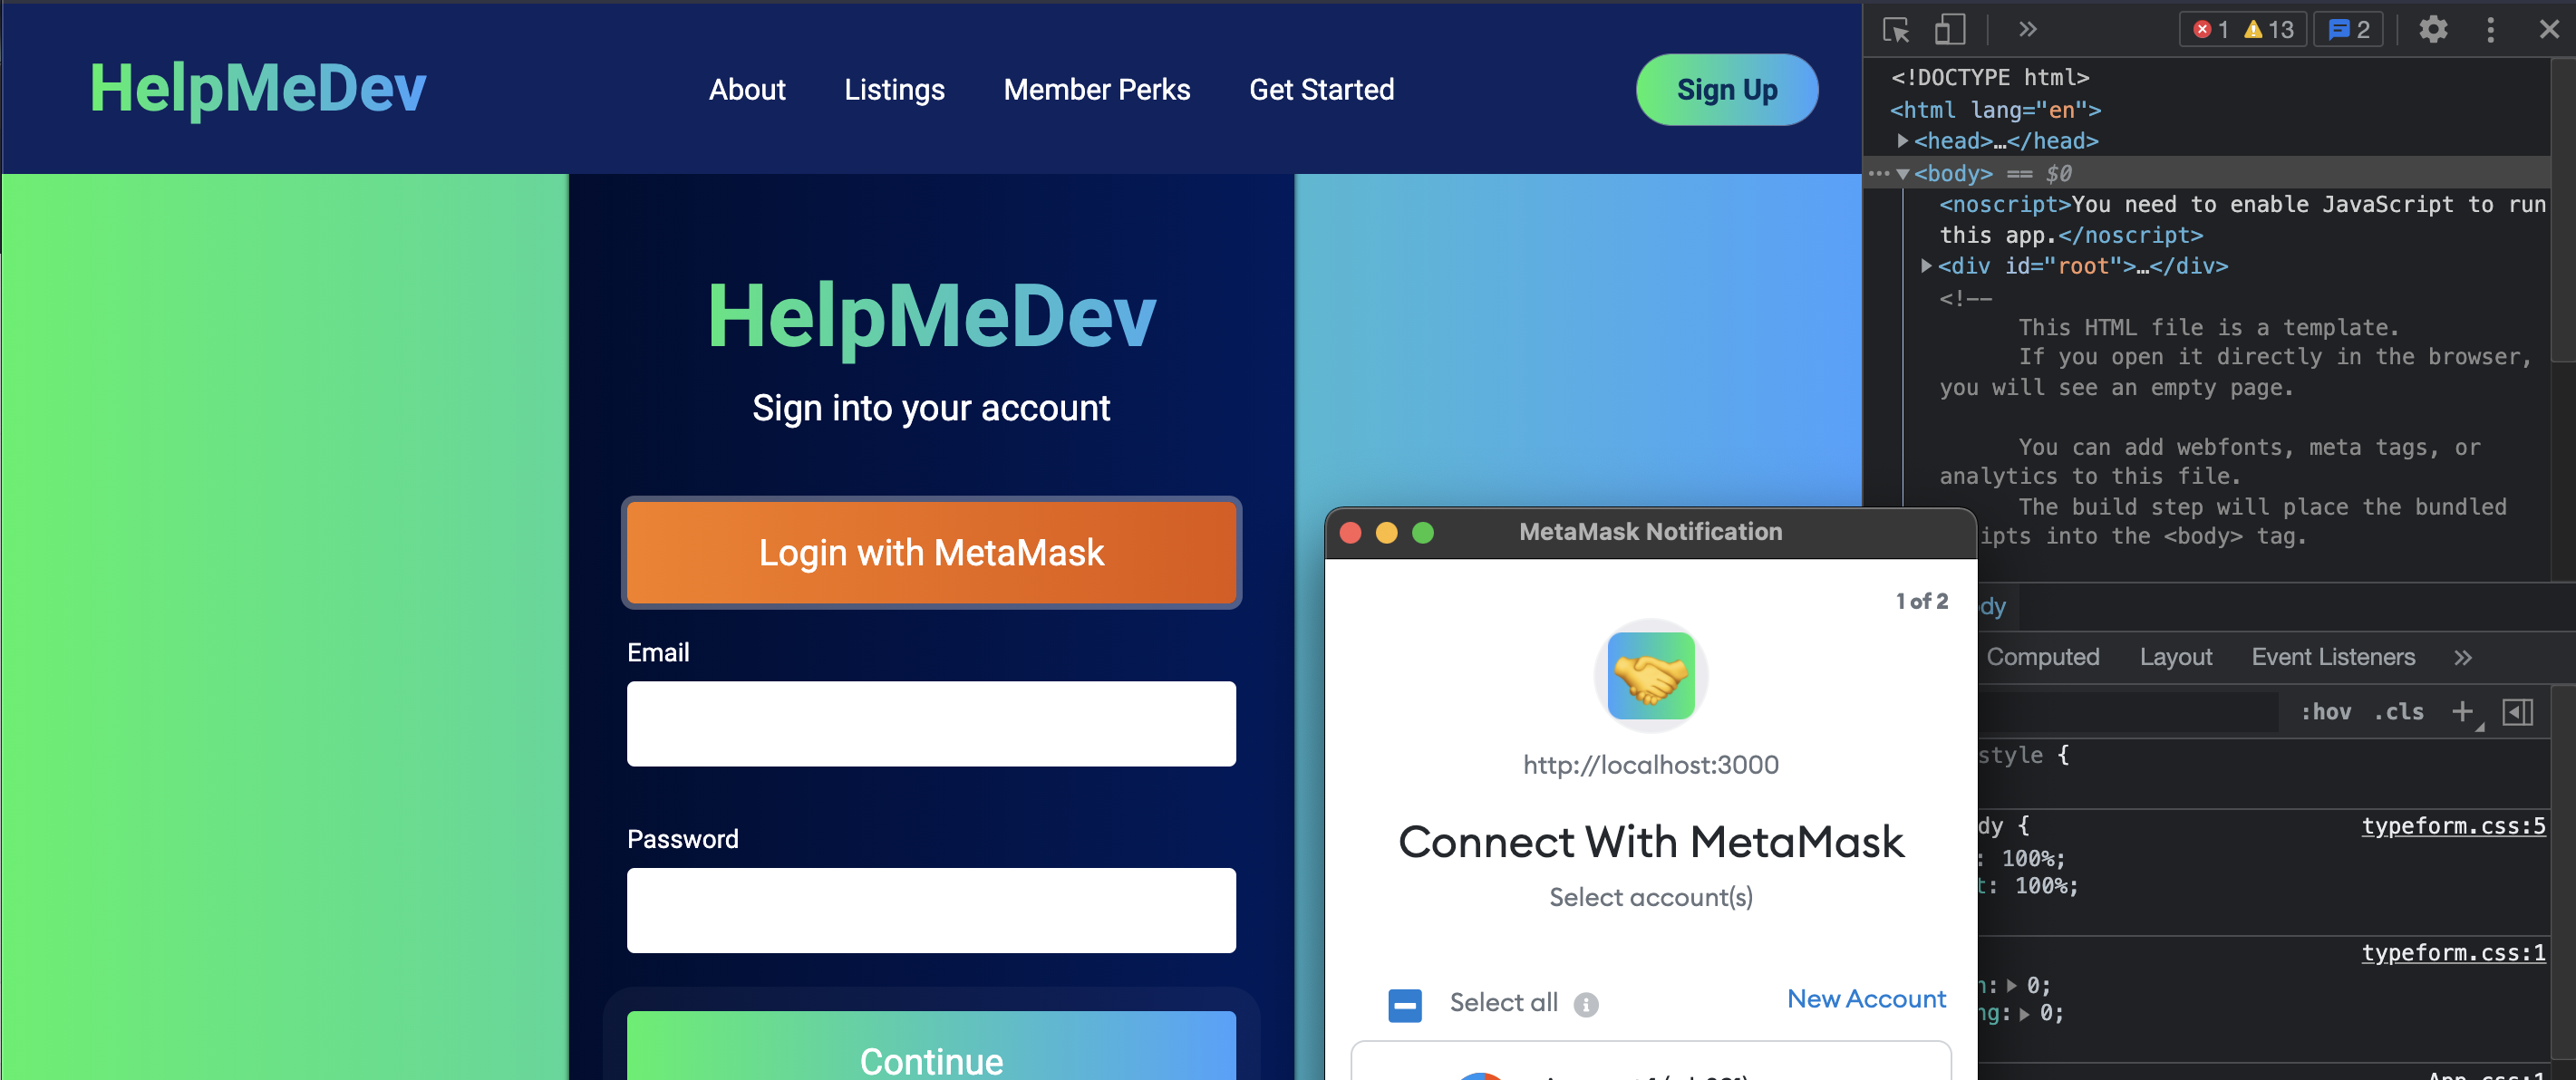 HelpMeDev
About Listings Member Perks Get Started
Sign Up
HelpMeDev
Sign into your account
Login with MetaMask
Email
Password
Continue
MetaMask Notification
1 of 2
http://localhost:3000
Connect With MetaMask
Select account(s)
Select all
New Account
1 13 2
<!DOCTYPE html>
<html lang="en">
<head>…</head>
<body> == $0
<noscript>You need to enable JavaScript to run
this app.</noscript>
<div id="root">…</div>
<!--
This HTML file is a template.
If you open it directly in the browser,
you will see an empty page.
You can add webfonts, meta tags, or
analytics to this file.
The build step will place the bundled
ipts into the <body> tag.
dy
Computed Layout Event Listeners
:hov .cls
style {
dy { typeform.css:5
: 100%;
t: 100%;
typeform.css:1
: 0;
ng: 0;